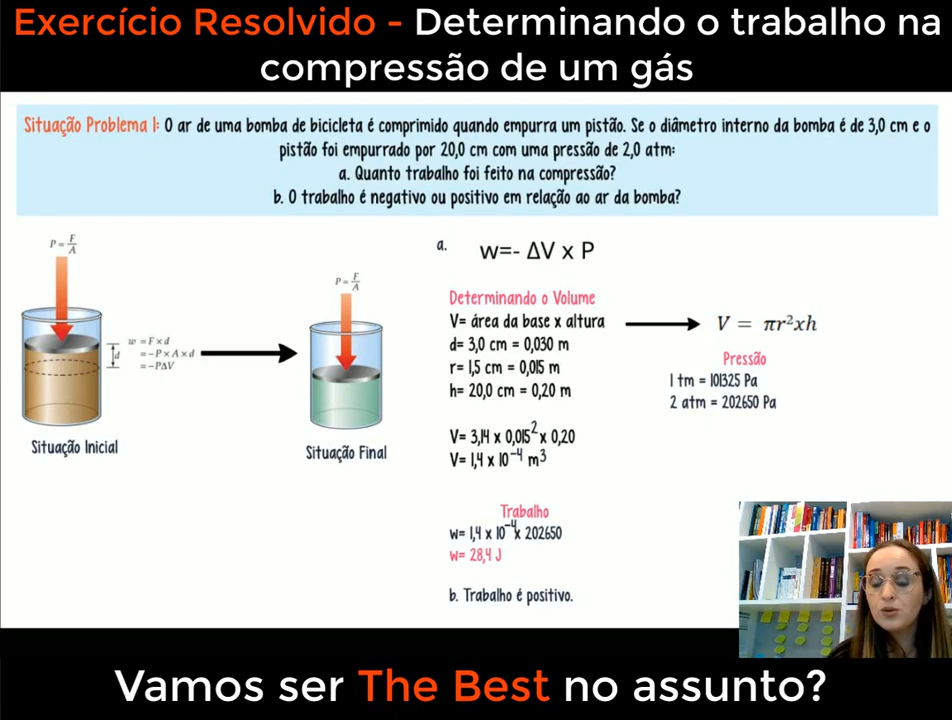 Exercício Resolvido - Determinando o trabalho na
compressão de um gás
Situação Problema 1: O ar de uma bomba de bicicleta é comprimido quando empurra um pistão. Se o diâmetro interno da bomba é de 3,0 cm e o
pistão foi empurrado por 20,0 cm com uma pressão de 2,0 atm:
a. Quanto trabalho foi feito na compressão?
b. O trabalho é negativo ou positivo em relação ao ar da bomba?
P = F/A
w = F × d
= −P × A × d
= −PΔV
d
Situação Inicial
P = F/A
Situação Final
a. w=- ΔV x P
Determinando o Volume
V= área da base x altura
d= 3,0 cm = 0,030 m
r= 1,5 cm = 0,015 m
h= 20,0 cm = 0,20 m
V = πr²xh
Pressão
1 tm = 101325 Pa
2 atm = 202650 Pa
V= 3,14 x 0,015² x 0,20
V= 1,4 x 10⁻⁴ m³
Trabalho
w= 1,4 x 10⁻⁴x 202650
w= 28,4 J
b. Trabalho é positivo.
Vamos ser The Best no assunto?